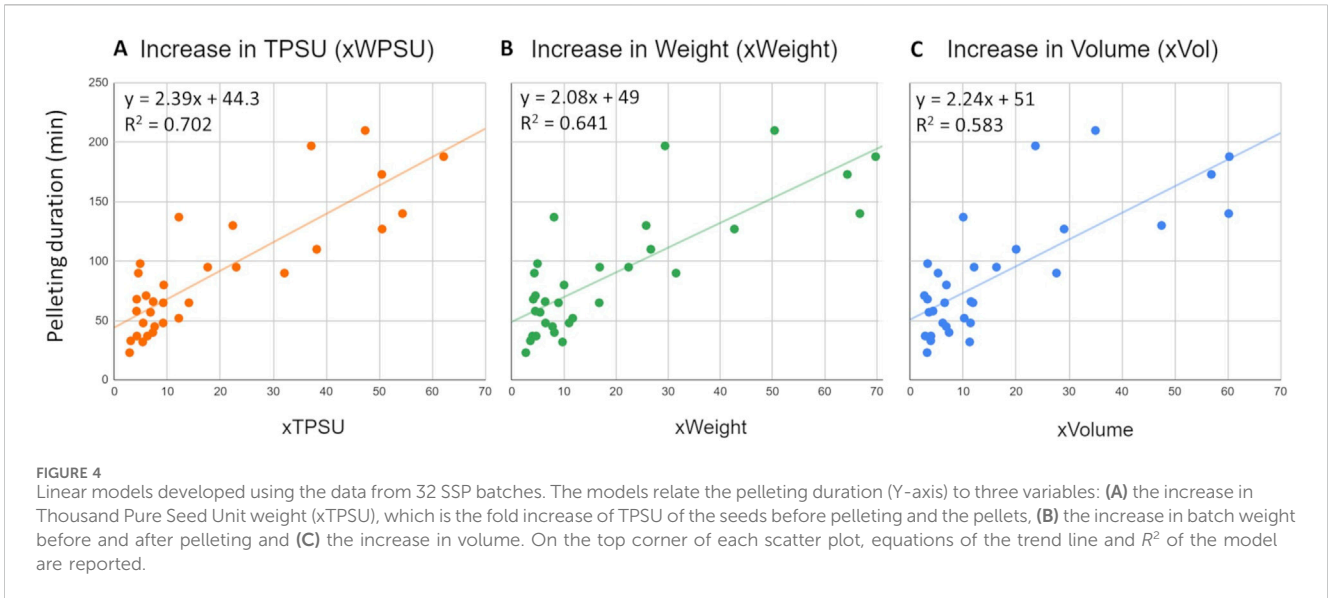 A Increase in TPSU (xWPSU)
B Increase in Weight (xWeight)
C Increase in Volume (xVol)
Pelleting duration (min)
250
200
150
100
50
0
y = 2.39x + 44.3
R² = 0.702
0 10 20 30 40 50 60 70
xTPSU
y = 2.08x + 49
R² = 0.641
0 10 20 30 40 50 60 70
xWeight
y = 2.24x + 51
R² = 0.583
0 10 20 30 40 50 60 70
xVolume
FIGURE 4
Linear models developed using the data from 32 SSP batches. The models relate the pelleting duration (Y-axis) to three variables: (A) the increase in
Thousand Pure Seed Unit weight (xTPSU), which is the fold increase of TPSU of the seeds before pelleting and the pellets, (B) the increase in batch weight
before and after pelleting and (C) the increase in volume. On the top corner of each scatter plot, equations of the trend line and R² of the model
are reported.